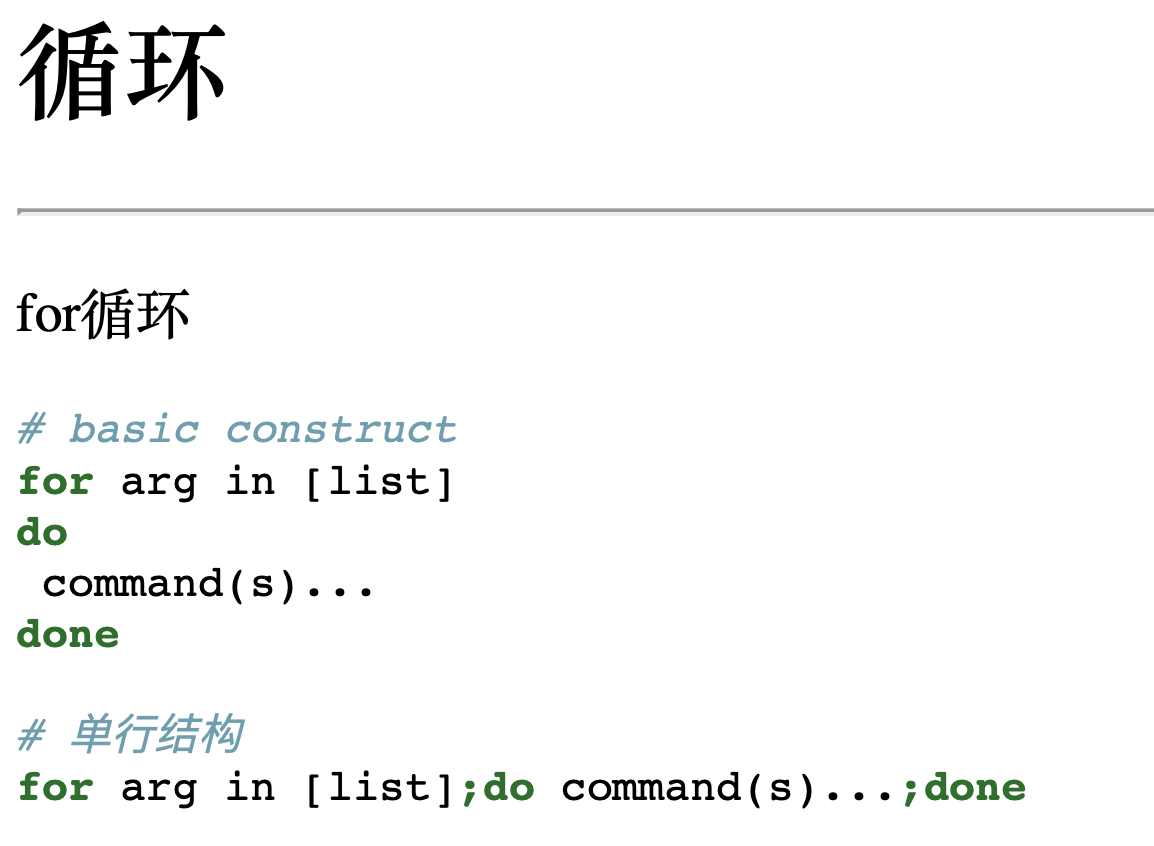 循环
for循环
# basic construct
for arg in [list]
do
 command(s)...
done
# 单行结构
for arg in [list];do command(s)...;done